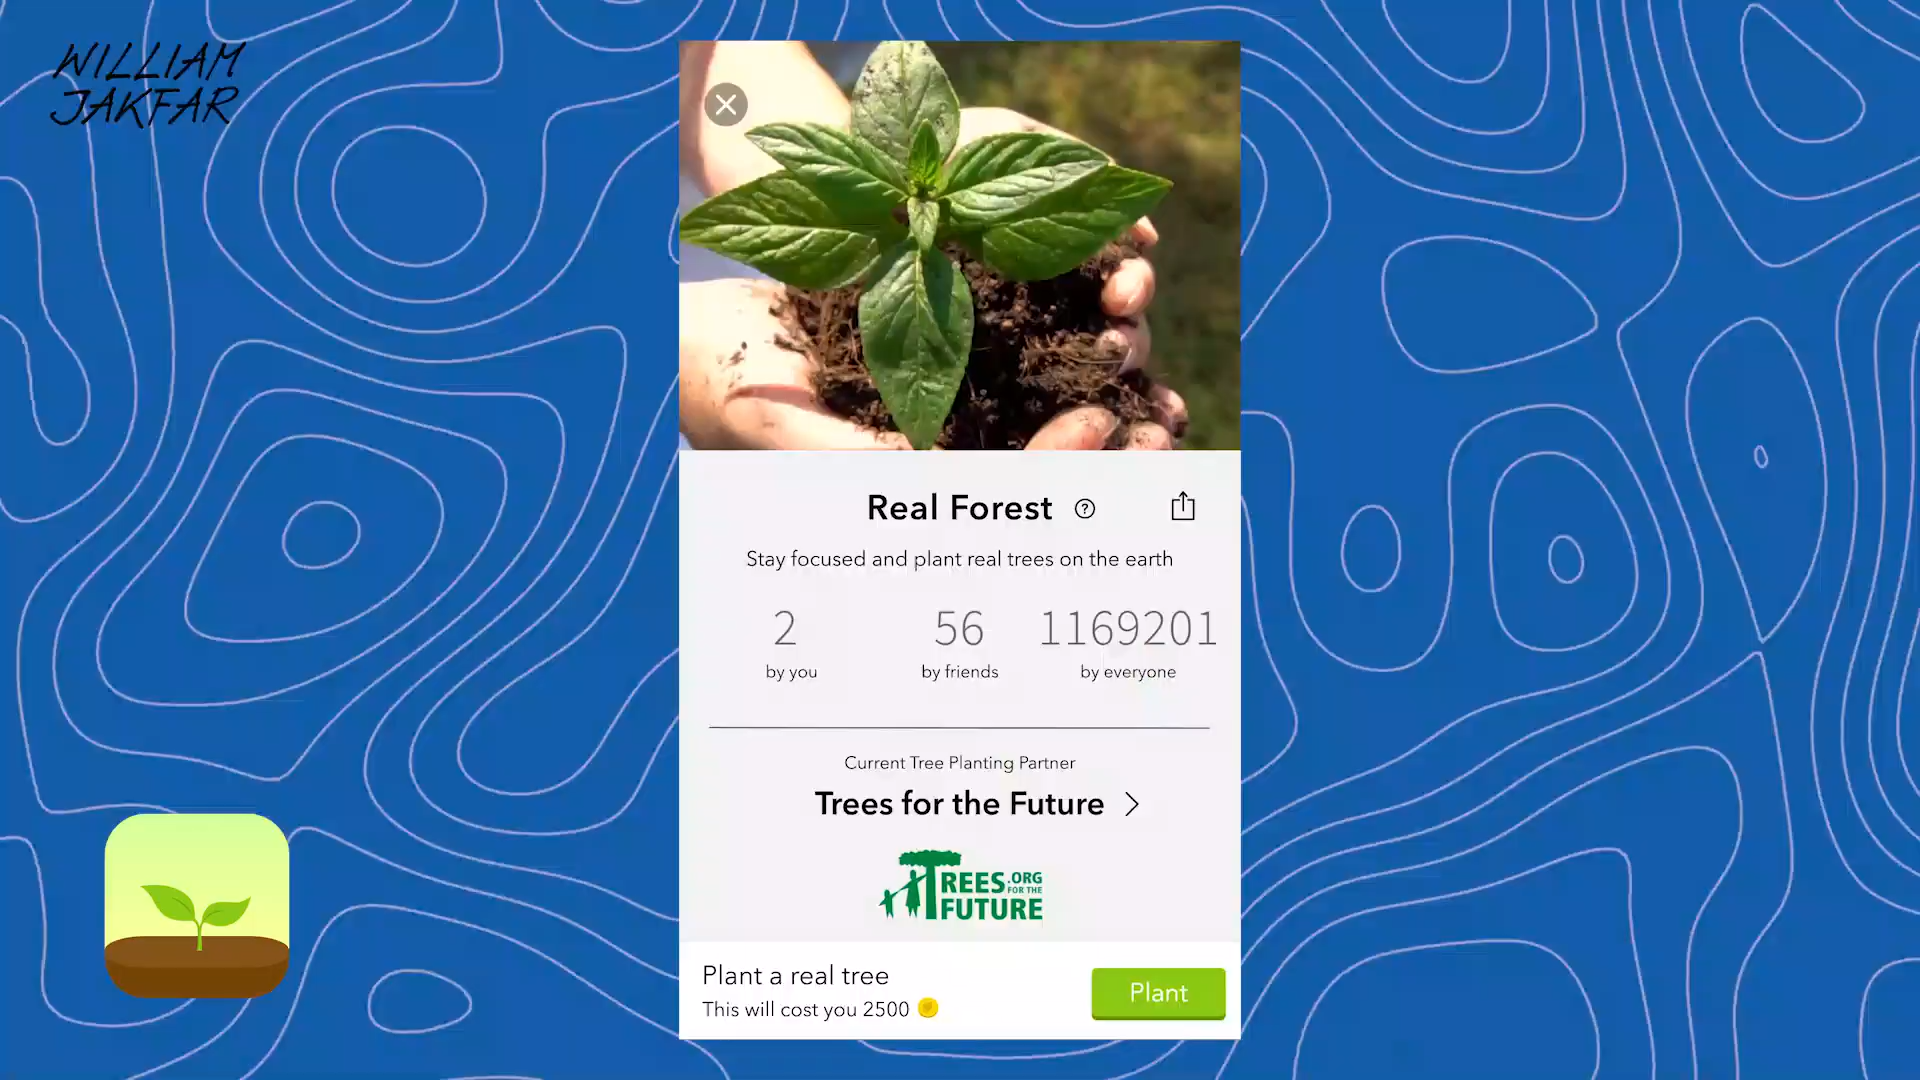 WILLIAM
JAKFAR
Real Forest ?
Stay focused and plant real trees on the earth
2 56 1169201
by you by friends by everyone
Current Tree Planting Partner
Trees for the Future
TREES.ORG
FOR THE
FUTURE
Plant a real tree
This will cost you 2500
Plant